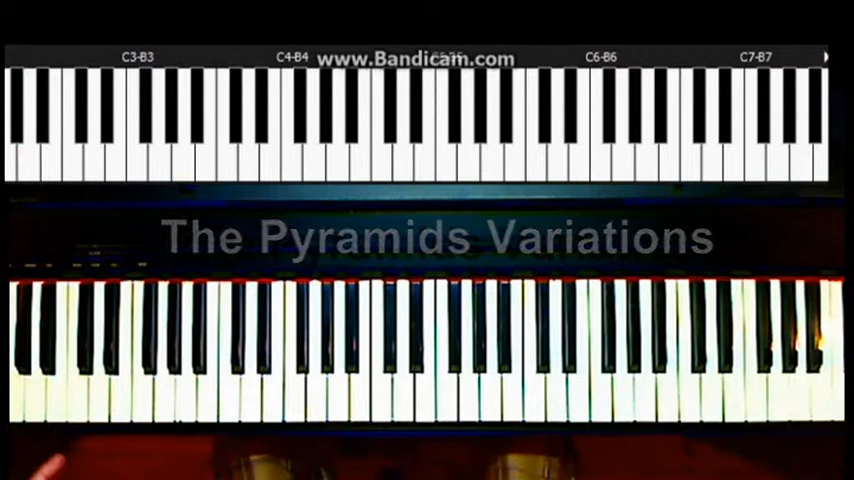 C3-B3 C4-B4 www.Bandicam.com C6-B6 C7-B7
The Pyramids Variations